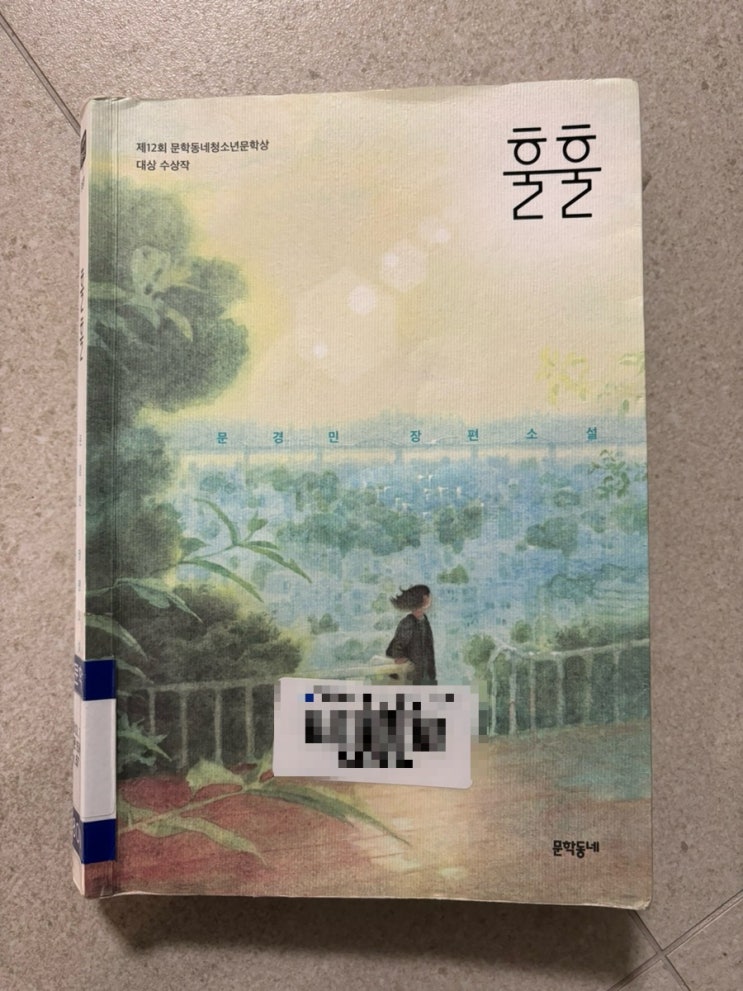 제12회 문학동네청소년문학상
대상 수상작
훌훌
문경민 장편소설
문학동네